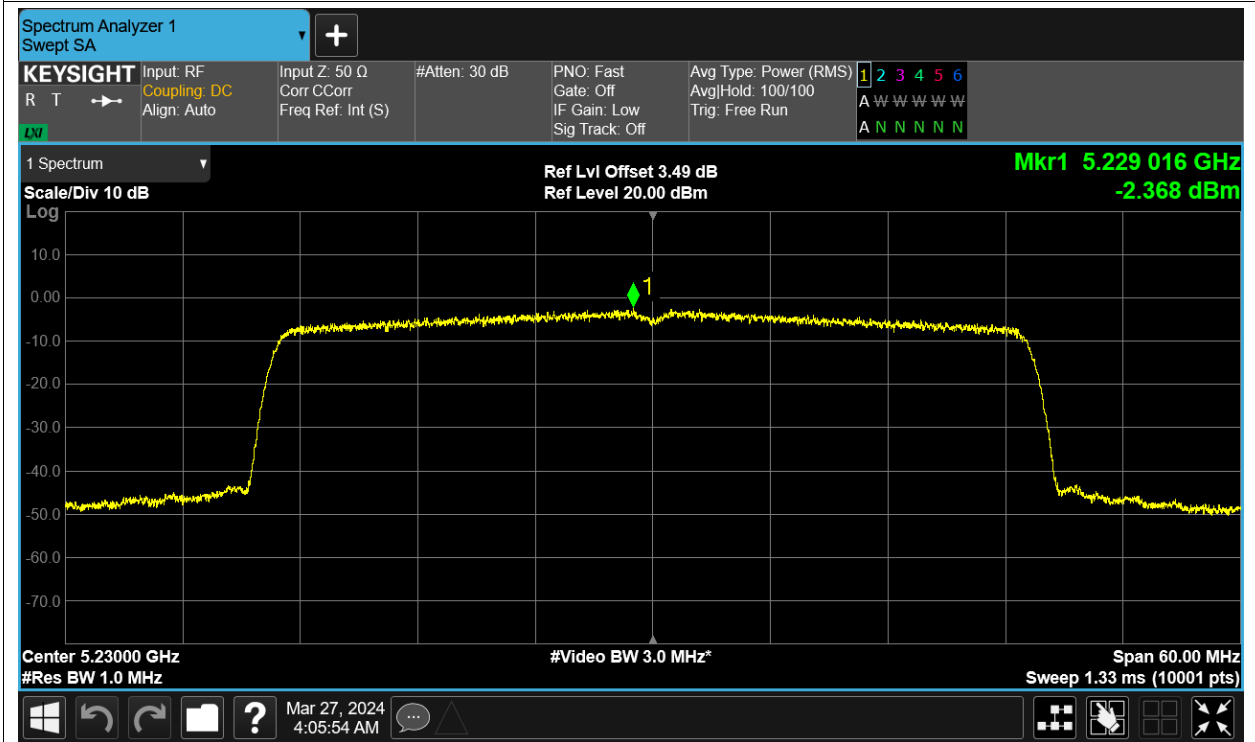 Spectrum Analyzer 1
Swept SA
+
KEYSIGHT
R T
LXI
Input: RF
Coupling: DC
Align: Auto
Input Z: 50 Ω
Corr CCorr
Freq Ref: Int (S)
#Atten: 30 dB
PNO: Fast
Gate: Off
IF Gain: Low
Sig Track: Off
Avg Type: Power (RMS)
Avg|Hold: 100/100
Trig: Free Run
1 2 3 4 5 6
A W W W W W
A N N N N N
1 Spectrum
Scale/Div 10 dB
Log
Ref Lvl Offset 3.49 dB
Ref Level 20.00 dBm
Mkr1 5.229 016 GHz
-2.368 dBm
10.0
0.00
-10.0
-20.0
-30.0
-40.0
-50.0
-60.0
-70.0
1
Center 5.23000 GHz
#Res BW 1.0 MHz
#Video BW 3.0 MHz*
Span 60.00 MHz
Sweep 1.33 ms (10001 pts)
?
Mar 27, 2024
4:05:54 AM